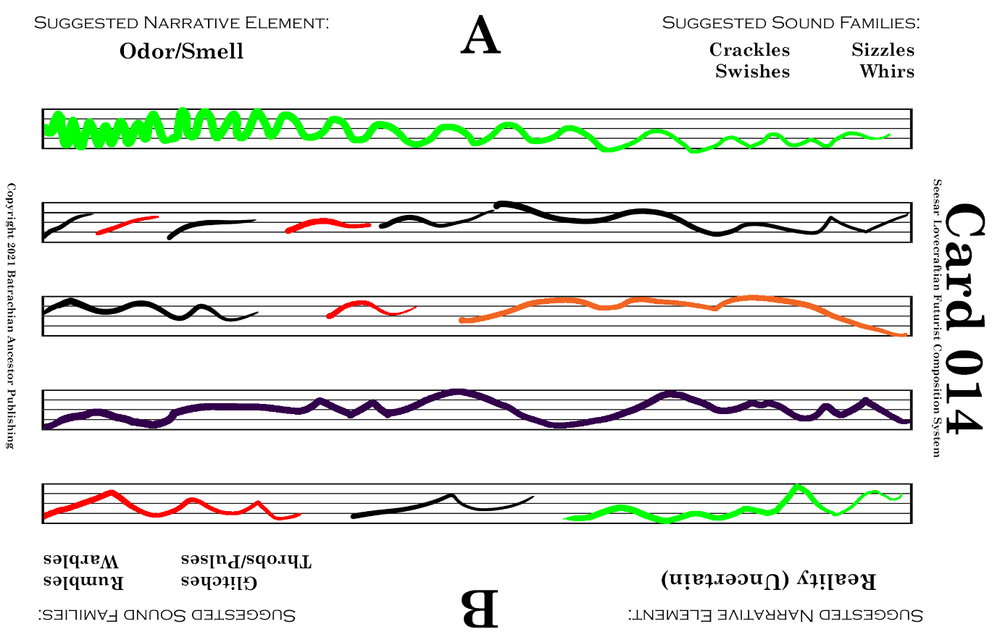 Suggested Narrative Element:
Odor/Smell
A
Suggested Sound Families:
Crackles Sizzles
Swishes Whirs
Copyright 2021 Batrachian Ancestor Publishing
Seesar Lovecraftian Futurist Composition System
Card 014
B
Suggested Narrative Element:
Reality (Uncertain)
Suggested Sound Families:
Glitches Rumbles
Throbs/Pulses Warbles